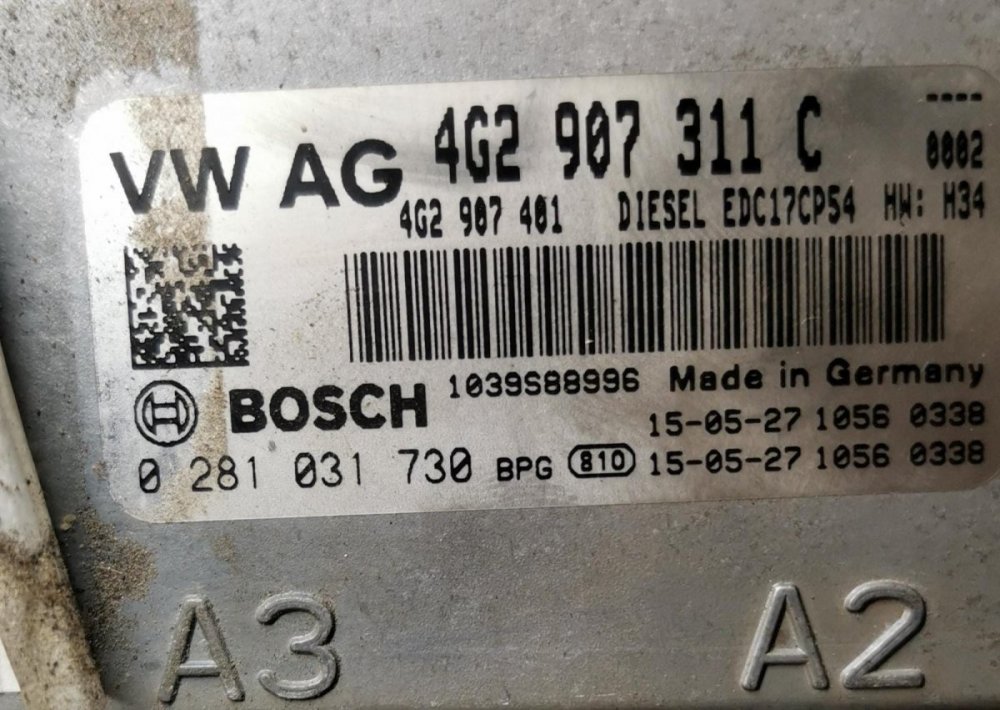 VW AG 4G2 907 311 C ----
0002
4G2 907 401 DIESEL EDC17CP54 HW: H34
BOSCH 1039S88996 Made in Germany
15-05-27 1056 0338
0 281 031 730 BPG 810 15-05-27 1056 0338
A3 A2